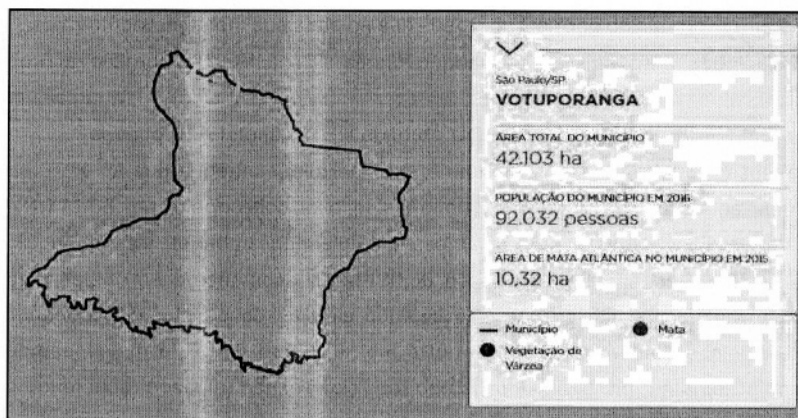 São Paulo/SP
VOTUPORANGA
ÁREA TOTAL DO MUNICÍPIO
42.103 ha
POPULAÇÃO DO MUNICÍPIO EM 2016
92.032 pessoas
ÁREA DE MATA ATLÂNTICA NO MUNICÍPIO EM 2015
10,32 ha
Município
Mata
Vegetação de
Várzea